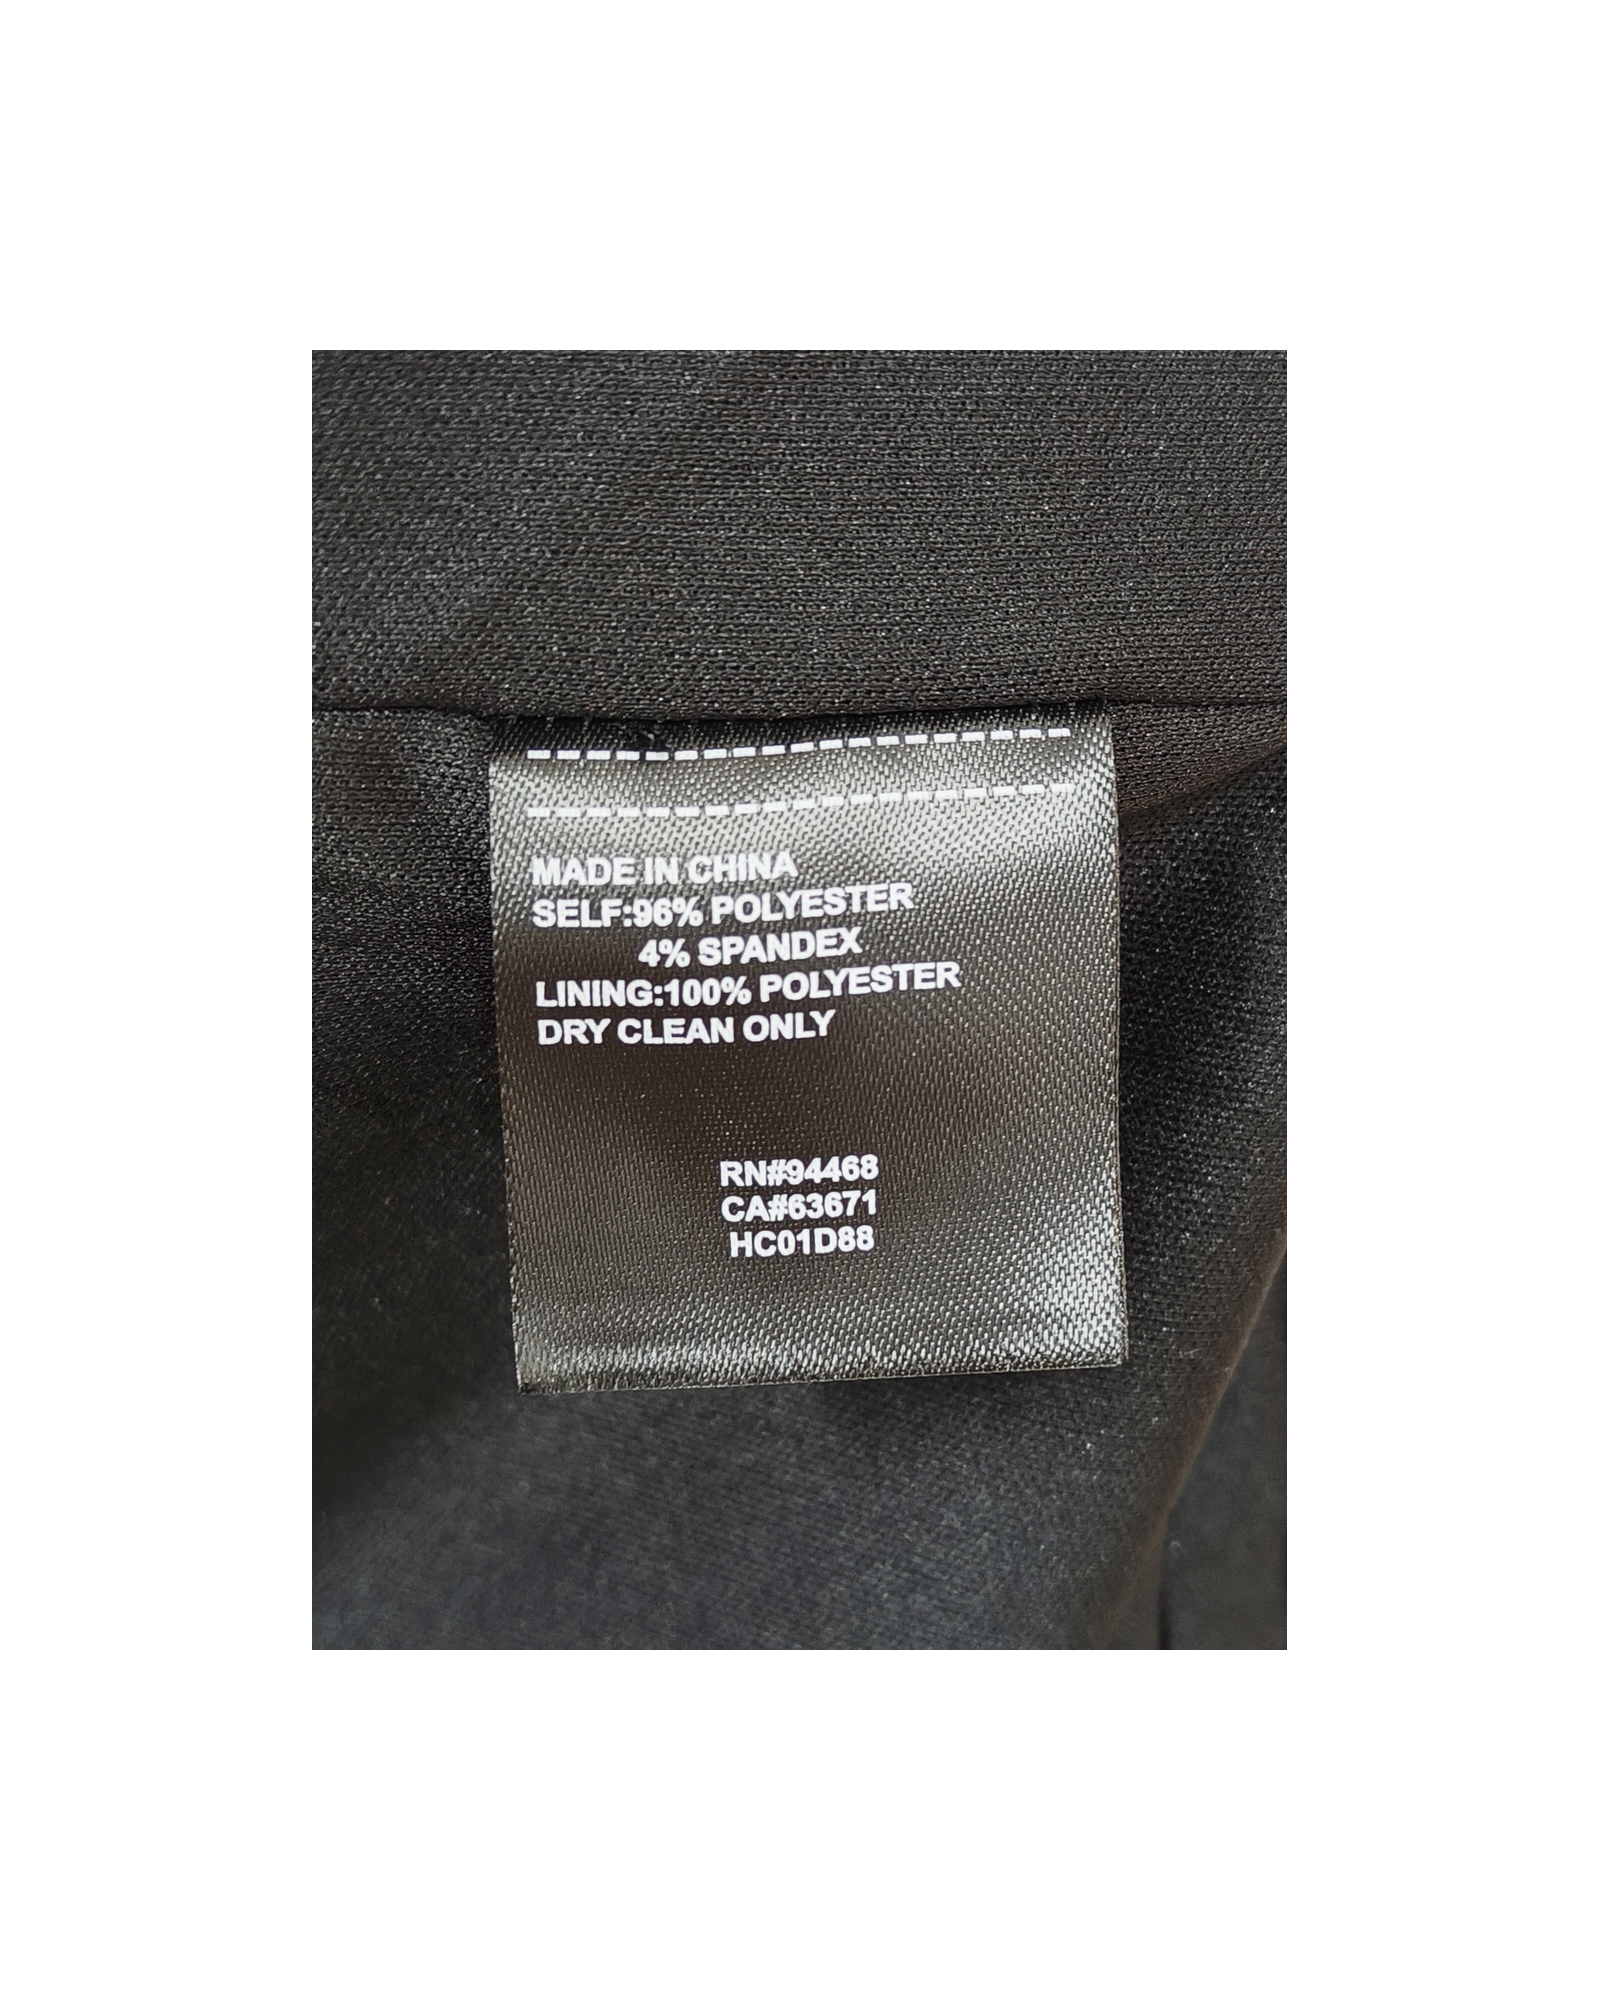 MADE IN CHINA
SELF:96% POLYESTER
4% SPANDEX
LINING:100% POLYESTER
DRY CLEAN ONLY
RN#94468
CA#63671
HC01D88